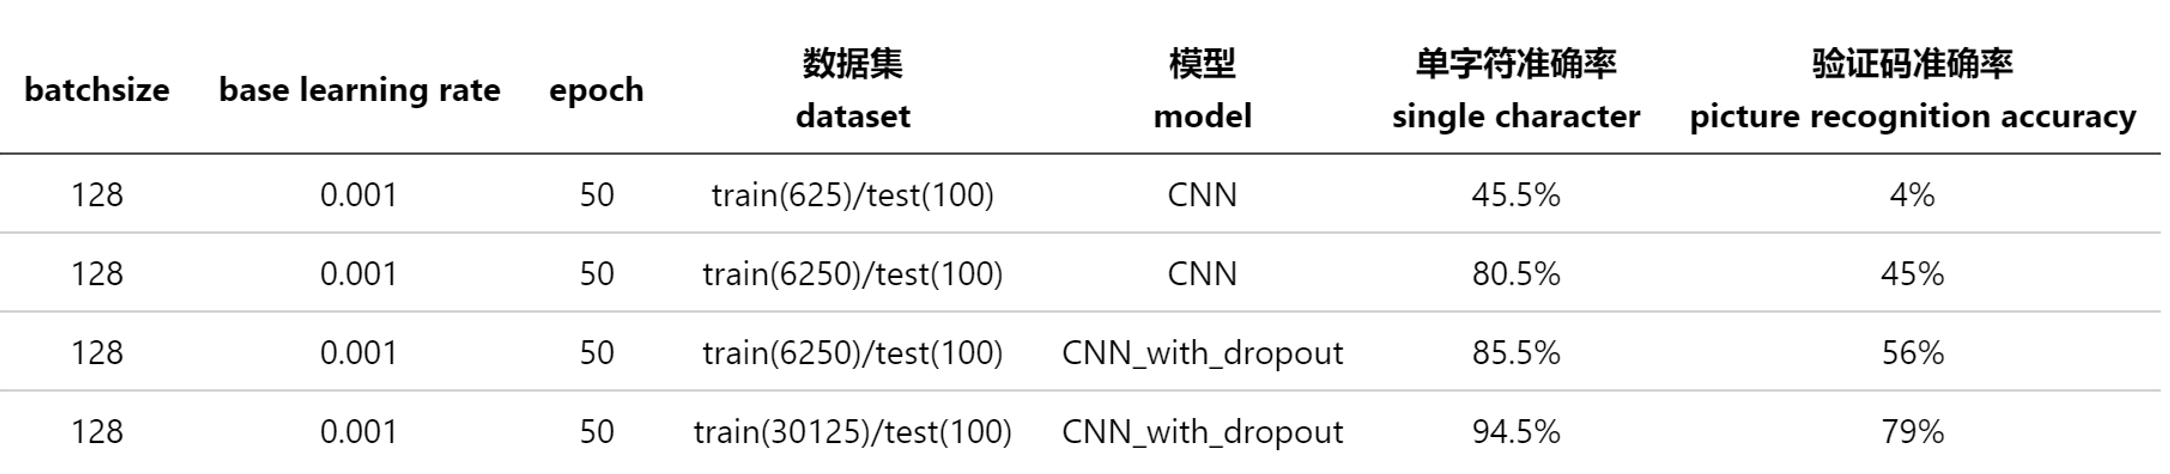 batchsize base learning rate epoch 数据集 dataset 模型 model 单字符准确率 single character 验证码准确率 picture recognition accuracy
128 0.001 50 train(625)/test(100) CNN 45.5% 4%
128 0.001 50 train(6250)/test(100) CNN 80.5% 45%
128 0.001 50 train(6250)/test(100) CNN_with_dropout 85.5% 56%
128 0.001 50 train(30125)/test(100) CNN_with_dropout 94.5% 79%